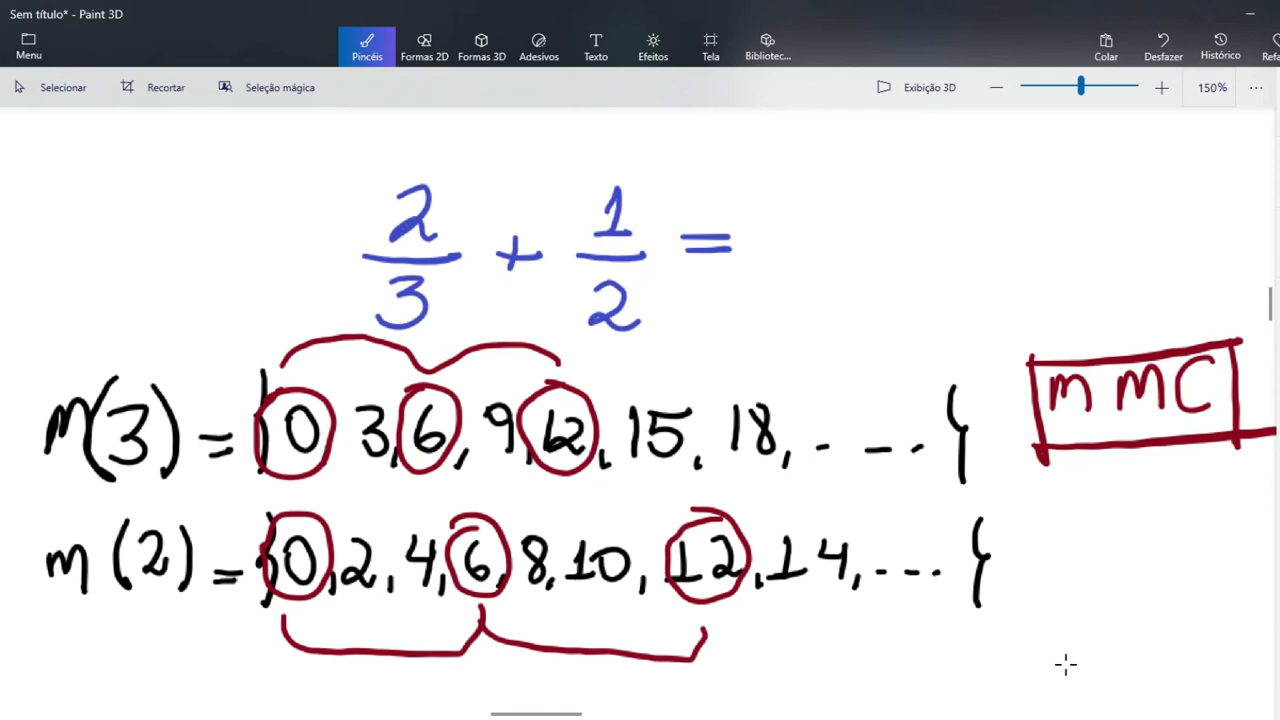 Sem título* - Paint 3D
Menu
Pincéis Formas 2D Formas 3D Adesivos Texto Efeitos Tela Bibliotec... Colar Desfazer Histórico Refa
Selecionar Recortar Seleção mágica Exibição 3D 150% ...
2/3 + 1/2 =
m(3) = {0 3, 6, 9, 12, 15, 18, ....}
m M C
m(2) = {0, 2, 4, 6, 8, 10, 12, 14, ...}